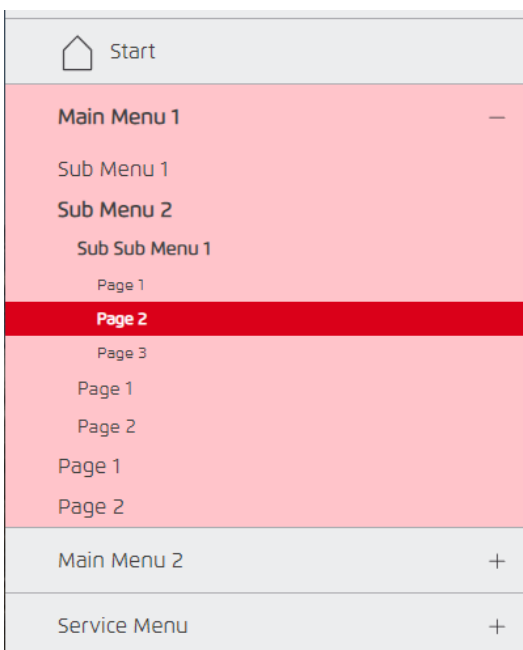 Start
Main Menu 1
Sub Menu 1
Sub Menu 2
Sub Sub Menu 1
Page 1
Page 2
Page 3
Page 1
Page 2
Page 1
Page 2
Main Menu 2
Service Menu